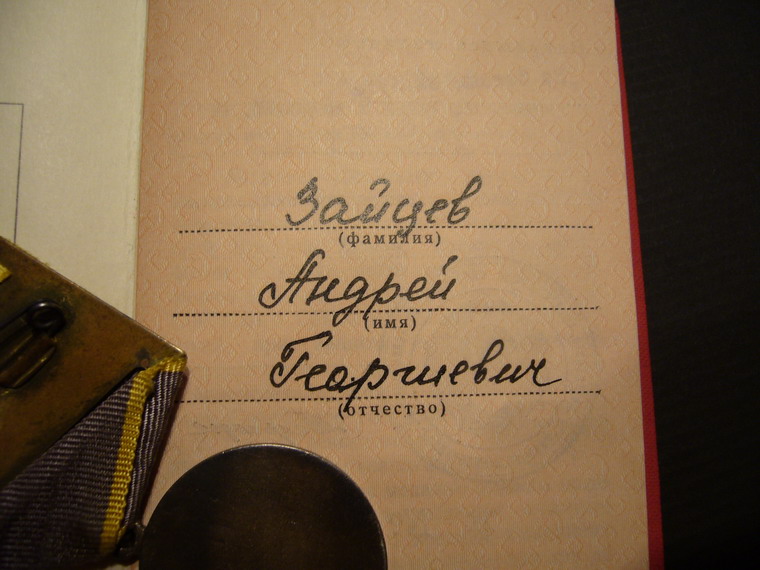 Зайцев
(фамилия)
Андрей
(имя)
Георгиевич
(отчество)